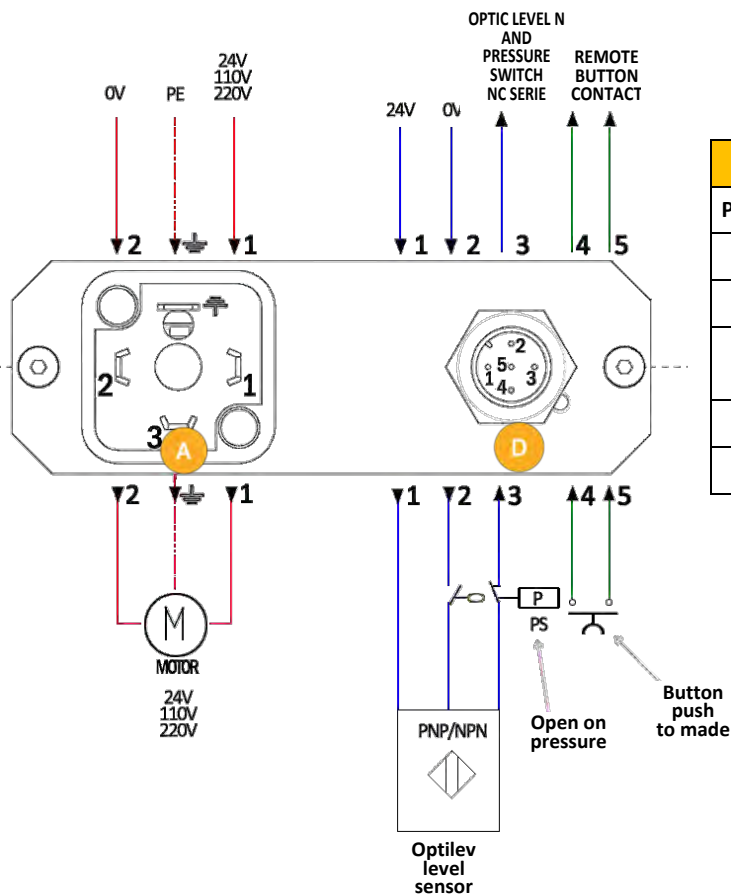 OPTIC LEVEL N
AND
PRESSURE
SWITCH
NC SERIE
REMOTE
BUTTON
CONTACT
0V
PE
24V
110V
220V
24V
0V
2
1
1
2
3
4
5
P
2
1
3
A
2
5
1
3
4
D
2
1
1
2
3
4
5
M
MOTOR
24V
110V
220V
P
PS
Open on
pressure
Button
push
to made
PNP/NPN
Optilev
level
sensor